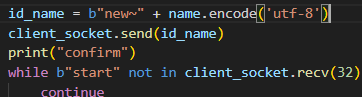 id_name = b"new~" + name.encode('utf-8')
client_socket.send(id_name)
print("confirm")
while b"start" not in client_socket.recv(32)
    continue